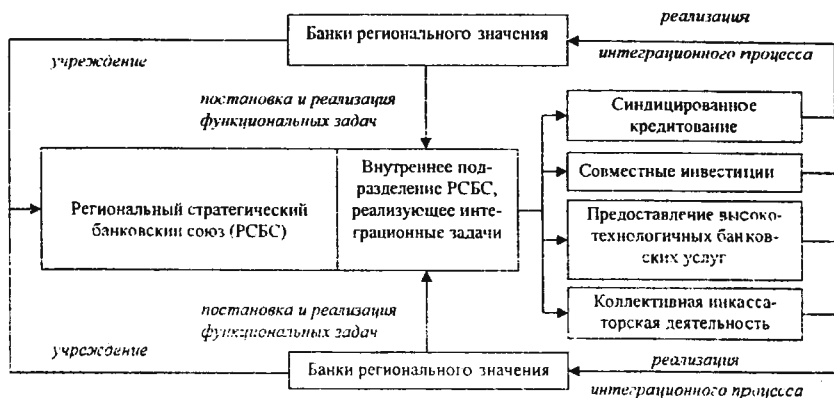 реализация
Банки регионального значения
учреждение
интеграционного процесса
постановка и реализация
функциональных задач
Синдицированное
кредитование
Внутреннее под-
разделение РСБС,
реализующее инте-
грационные задачи
Совместные инвестиции
Региональный стратегический
банковский союз (РСБС)
Предоставление высоко-
технологичных банков-
ских услуг
постановка и реализация
функциональных задач
Коллективная инкасса-
торская деятельность
учреждение
реализация
Банки регионального значения
интеграционного процесса